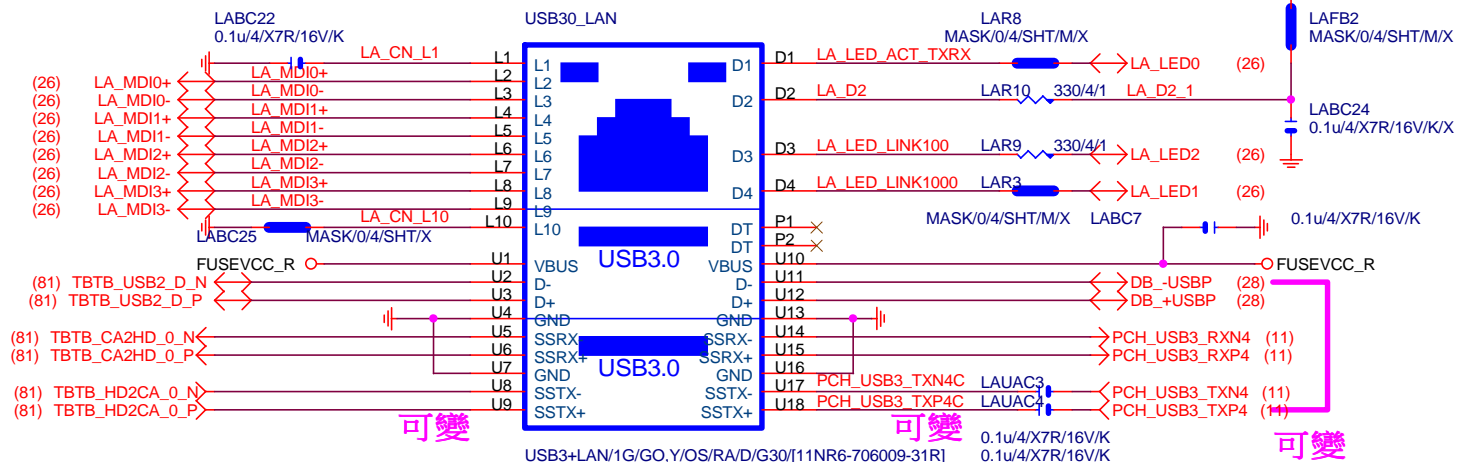 LABC22
0.1u/4/X7R/16V/K
USB30_LAN
LAR8
MASK/0/4/SHT/M/X
LAFB2
MASK/0/4/SHT/M/X
LA_CN_L1 L1 L1 D1 D1 LA_LED_ACT_TXRX LA_LED0 (26)
(26) LA_MDI0+ LA_MDI0+ L2 L2
(26) LA_MDI0- LA_MDI0- L3 L3 D2 D2 LA_D2 LAR10 330/4/1 LA_D2_1
(26) LA_MDI1+ LA_MDI1+ L4 L4 LABC24
(26) LA_MDI1- LA_MDI1- L5 L5 0.1u/4/X7R/16V/K/X
(26) LA_MDI2+ LA_MDI2+ L6 L6 D3 D3 LA_LED_LINK100 LAR9 330/4/1 LA_LED2 (26)
(26) LA_MDI2- LA_MDI2- L7 L7
(26) LA_MDI3+ LA_MDI3+ L8 L8 D4 D4 LA_LED_LINK1000 LAR3 LA_LED1 (26)
(26) LA_MDI3- LA_MDI3- L9 L9
LA_CN_L10 L10 L10 DT P1 MASK/0/4/SHT/M/X LABC7 0.1u/4/X7R/16V/K
LABC25 MASK/0/4/SHT/X DT P2
USB3.0
FUSEVCC_R U1 VBUS VBUS U10 FUSEVCC_R
(81) TBTB_USB2_D_N U2 D- D- U11 DB_-USBP (28)
(81) TBTB_USB2_D_P U3 D+ D+ U12 DB_+USBP (28)
U4 GND GND U13
(81) TBTB_CA2HD_0_N U5 SSRX- SSRX- U14 PCH_USB3_RXN4 (11)
(81) TBTB_CA2HD_0_P U6 SSRX+ SSRX+ U15 PCH_USB3_RXP4 (11)
USB3.0
U7 GND GND U16
(81) TBTB_HD2CA_0_N U8 SSTX- SSTX- U17 PCH_USB3_TXN4C LAUAC3 PCH_USB3_TXN4 (11)
(81) TBTB_HD2CA_0_P U9 SSTX+ SSTX+ U18 PCH_USB3_TXP4C LAUAC4 PCH_USB3_TXP4 (11)
可變 可變 可變
0.1u/4/X7R/16V/K
USB3+LAN/1G/GO,Y/OS/RA/D/G30/[11NR6-706009-31R] 0.1u/4/X7R/16V/K